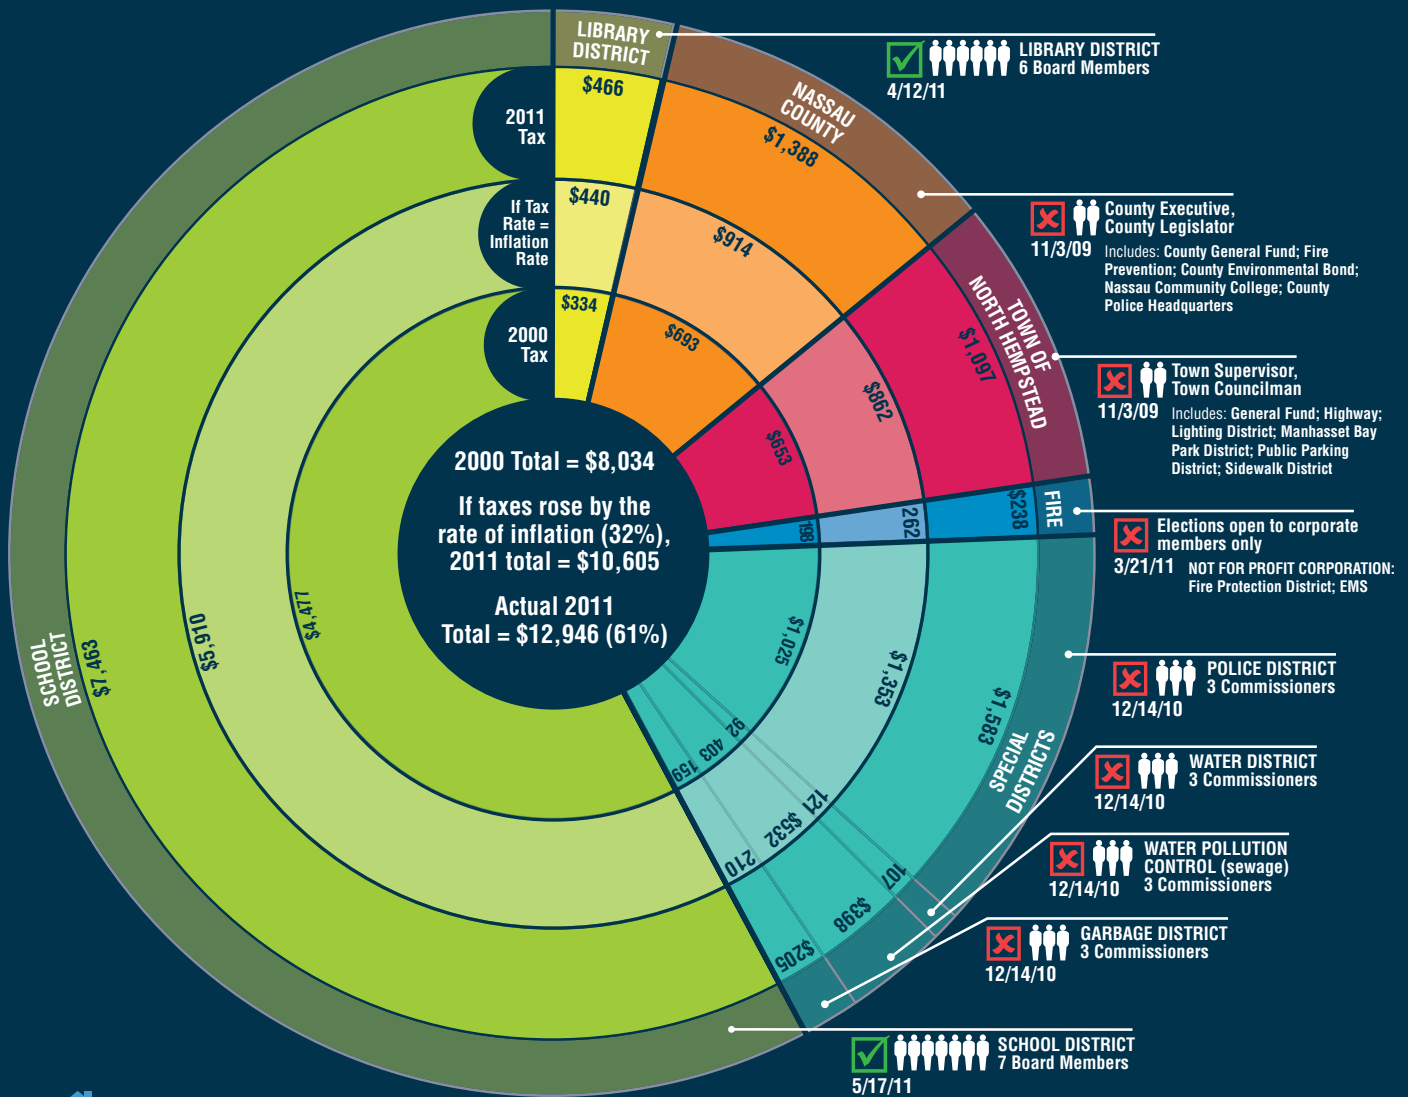 LIBRARY
DISTRICT
$466
$440
$334
2011
Tax
If Tax
Rate =
Inflation
Rate
2000
Tax
NASSAU
COUNTY
$1,388
$914
$693
TOWN OF
NORTH HEMPSTEAD
$1,097
$862
$653
FIRE
$238
262
198
SPECIAL
DISTRICTS
$1,583
$1,353
$1,025
107
121
92
$398
$532
403
$205
210
159
SCHOOL
DISTRICT
$7,463
$5,910
$4,477
2000 Total = $8,034
If taxes rose by the
rate of inflation (32%),
2011 total = $10,605
Actual 2011
Total = $12,946 (61%)
LIBRARY DISTRICT
6 Board Members
4/12/11
County Executive,
County Legislator
11/3/09
Includes: County General Fund; Fire
Prevention; County Environmental Bond;
Nassau Community College; County
Police Headquarters
Town Supervisor,
Town Councilman
11/3/09
Includes: General Fund; Highway;
Lighting District; Manhasset Bay
Park District; Public Parking
District; Sidewalk District
Elections open to corporate
members only
3/21/11
NOT FOR PROFIT CORPORATION:
Fire Protection District; EMS
POLICE DISTRICT
3 Commissioners
12/14/10
WATER DISTRICT
3 Commissioners
12/14/10
WATER POLLUTION
CONTROL (sewage)
3 Commissioners
12/14/10
GARBAGE DISTRICT
3 Commissioners
12/14/10
SCHOOL DISTRICT
7 Board Members
5/17/11